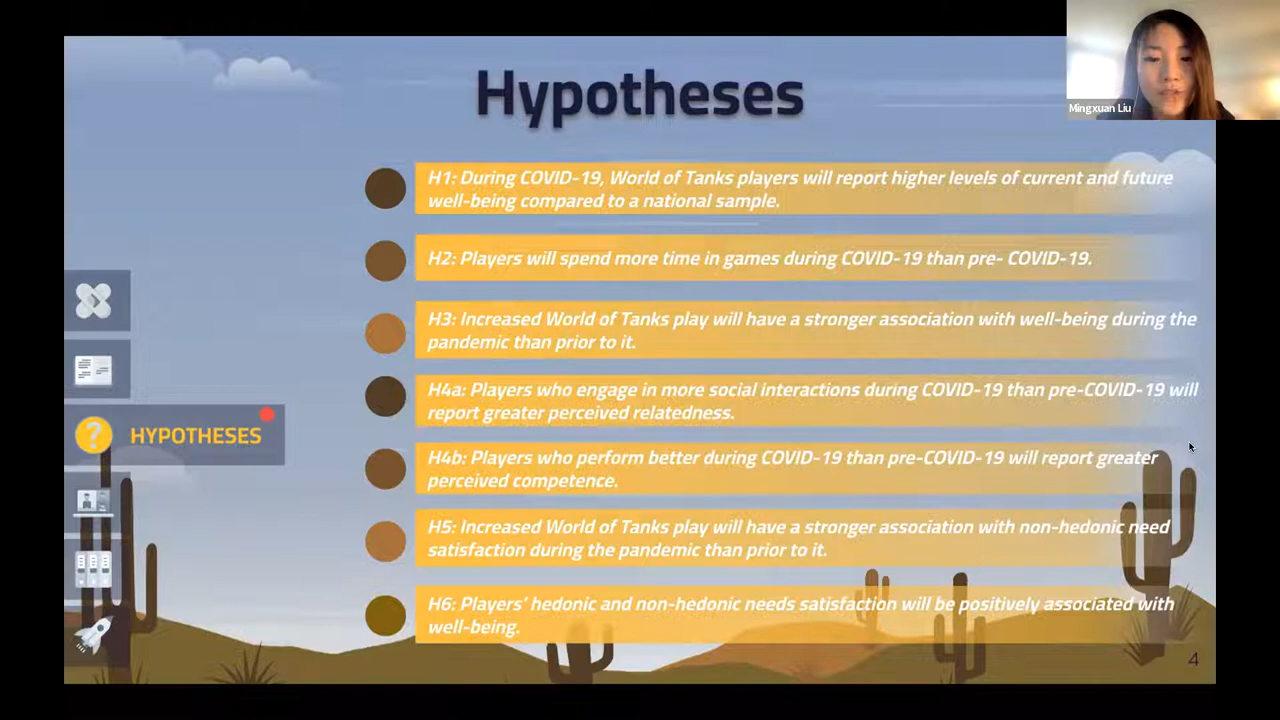 Hypotheses
Mingxuan Liu
H1: During COVID-19, World of Tanks players will report higher levels of current and future
well-being compared to a national sample.
H2: Players will spend more time in games during COVID-19 than pre- COVID-19.
H3: Increased World of Tanks play will have a stronger association with well-being during the
pandemic than prior to it.
H4a: Players who engage in more social interactions during COVID-19 than pre-COVID-19 will
report greater perceived relatedness.
?
HYPOTHESES
H4b: Players who perform better during COVID-19 than pre-COVID-19 will report greater
perceived competence.
H5: Increased World of Tanks play will have a stronger association with non-hedonic need
satisfaction during the pandemic than prior to it.
H6: Players' hedonic and non-hedonic needs satisfaction will be positively associated with
well-being.
4